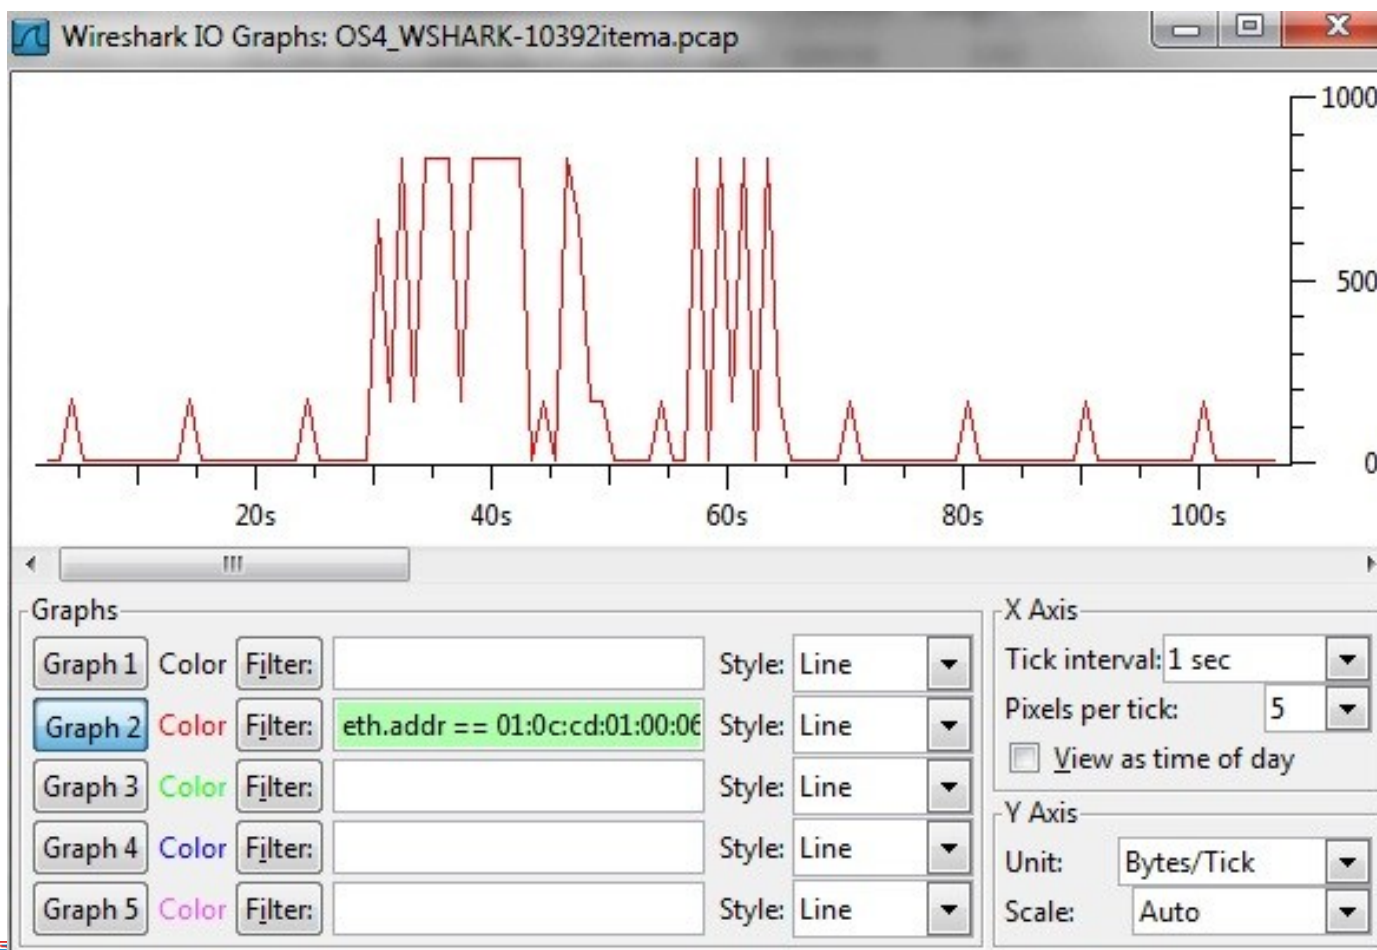 Wireshark IO Graphs: OS4_WSHARK-10392itema.pcap
1000
500
0
20s 40s 60s 80s 100s
Graphs
Graph 1 Color Filter: Style: Line
Graph 2 Color Filter: eth.addr == 01:0c:cd:01:00:06 Style: Line
Graph 3 Color Filter: Style: Line
Graph 4 Color Filter: Style: Line
Graph 5 Color Filter: Style: Line
X Axis
Tick interval: 1 sec
Pixels per tick: 5
View as time of day
Y Axis
Unit: Bytes/Tick
Scale: Auto